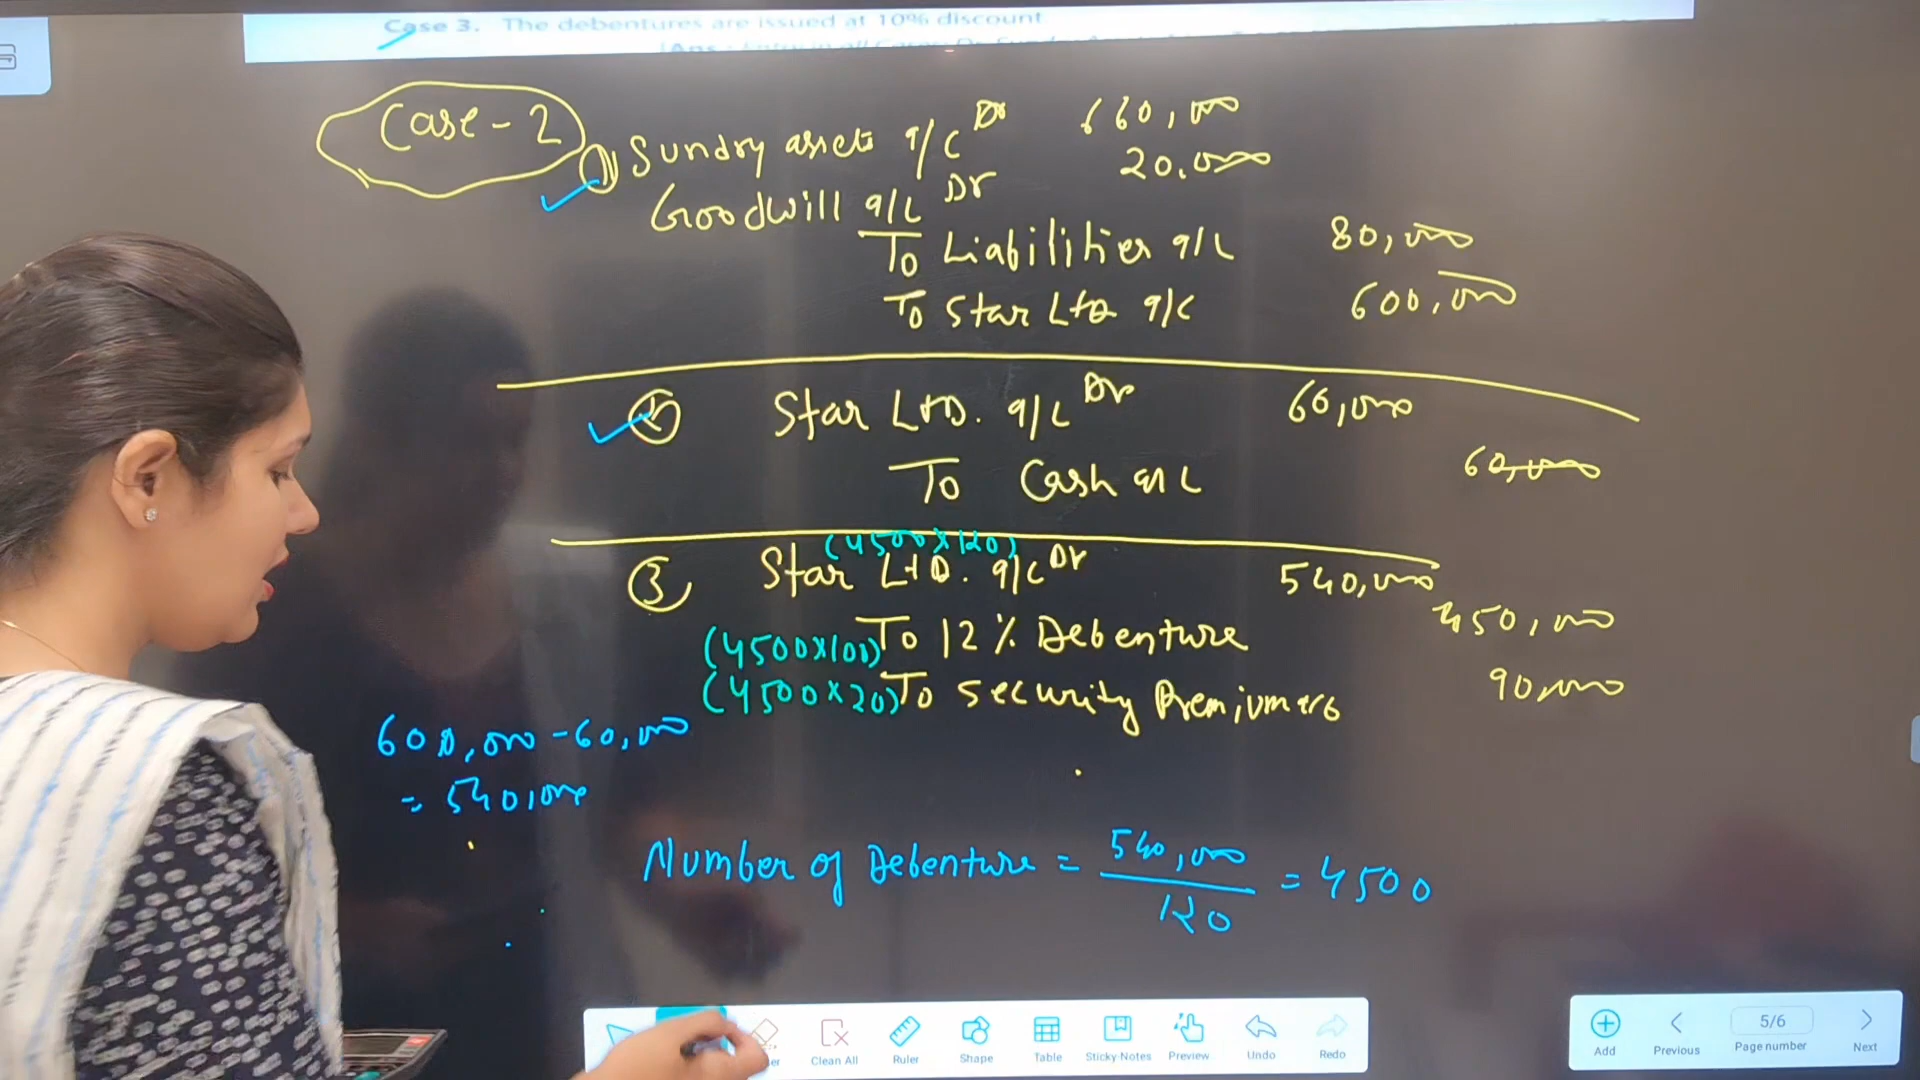 Case 3. The debentures are issued at 10% discount
Case - 2
① Sundry assets a/c Dr 660,000
Goodwill a/c Dr 20,000
To Liabilities a/c 80,000
To Star Ltd a/c 600,000
② Star LTD. a/c Dr 60,000
To Cash a/c 60,000
(4500×120)
③ Star LTD. a/c Dr 540,000
(4500×100) To 12% Debenture 450,000
(4500×20) To Security Premium 90,000
600,000 - 60,000
= 540,000
Number of Debenture = 540,000 / 120 = 4500
Clean All
Ruler
Shape
Table
Sticky Notes
Preview
Undo
Redo
Add
Previous
5/6
Page number
Next